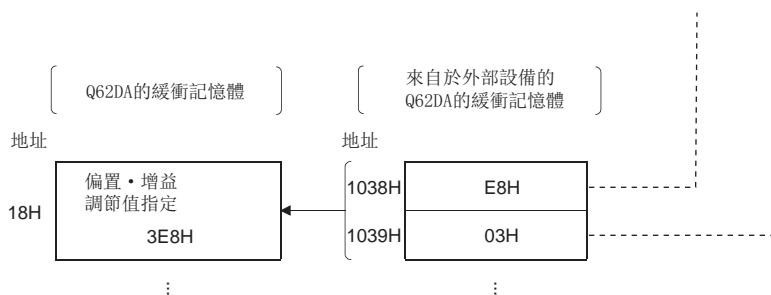 Q62DA的緩衝記憶體
來自於外部設備的
Q62DA的緩衝記憶體
地址
地址
18H
偏置・增益
調節值指定
3E8H
1038H
E8H
1039H
03H
⋮
⋮